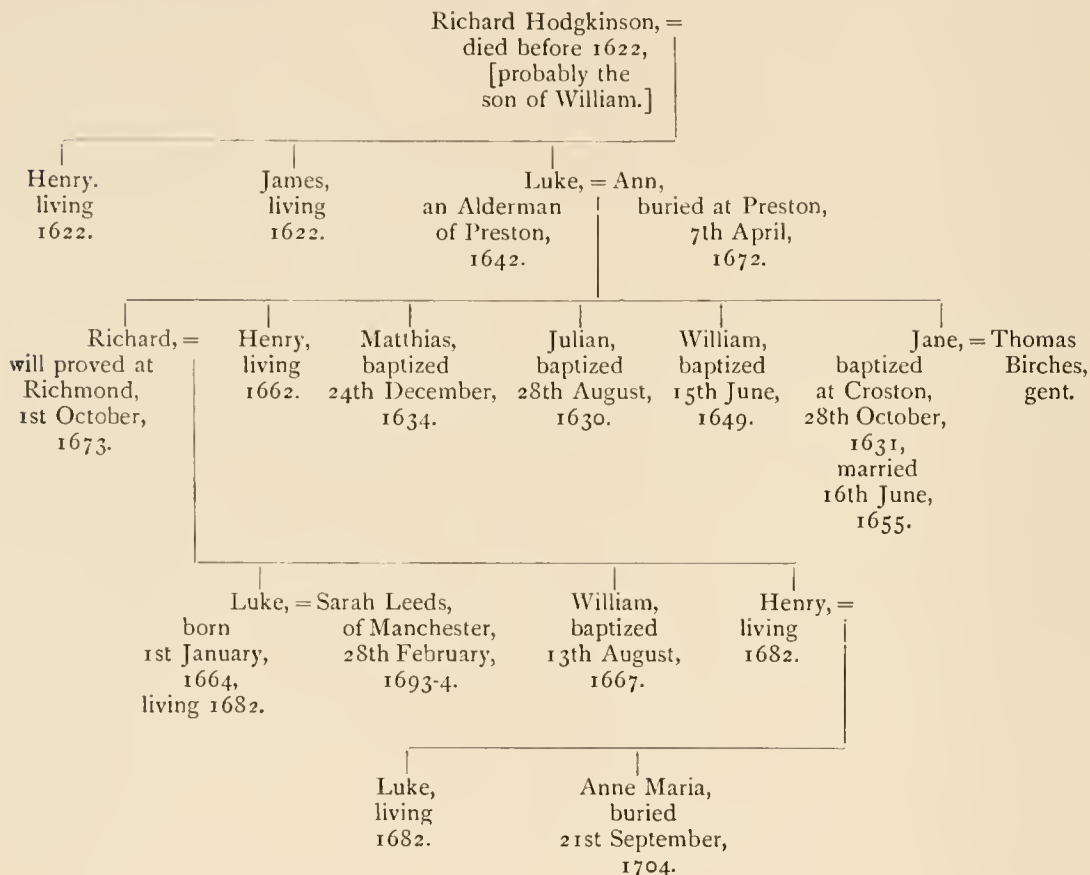 Richard Hodgkinson, =
died before 1622,
[probably the
son of William.]
Henry.
living
1622.
James,
living
1622.
Luke, = Ann,
an Alderman
of Preston,
1642.
buried at Preston,
7th April,
1672.
Richard, =
will proved at
Richmond,
1st October,
1673.
Henry,
living
1662.
Matthias,
baptized
24th December,
1634.
Julian,
baptized
28th August,
1630.
William,
baptized
15th June,
1649.
Jane, = Thomas
baptized
at Croston,
28th October,
1631,
married
16th June,
1655.
Birches,
gent.
Luke, = Sarah Leeds,
born
1st January,
1664,
living 1682.
of Manchester,
28th February,
1693-4.
William,
baptized
13th August,
1667.
Henry, =
living
1682.
Luke,
living
1682.
Anne Maria,
buried
21st September,
1704.